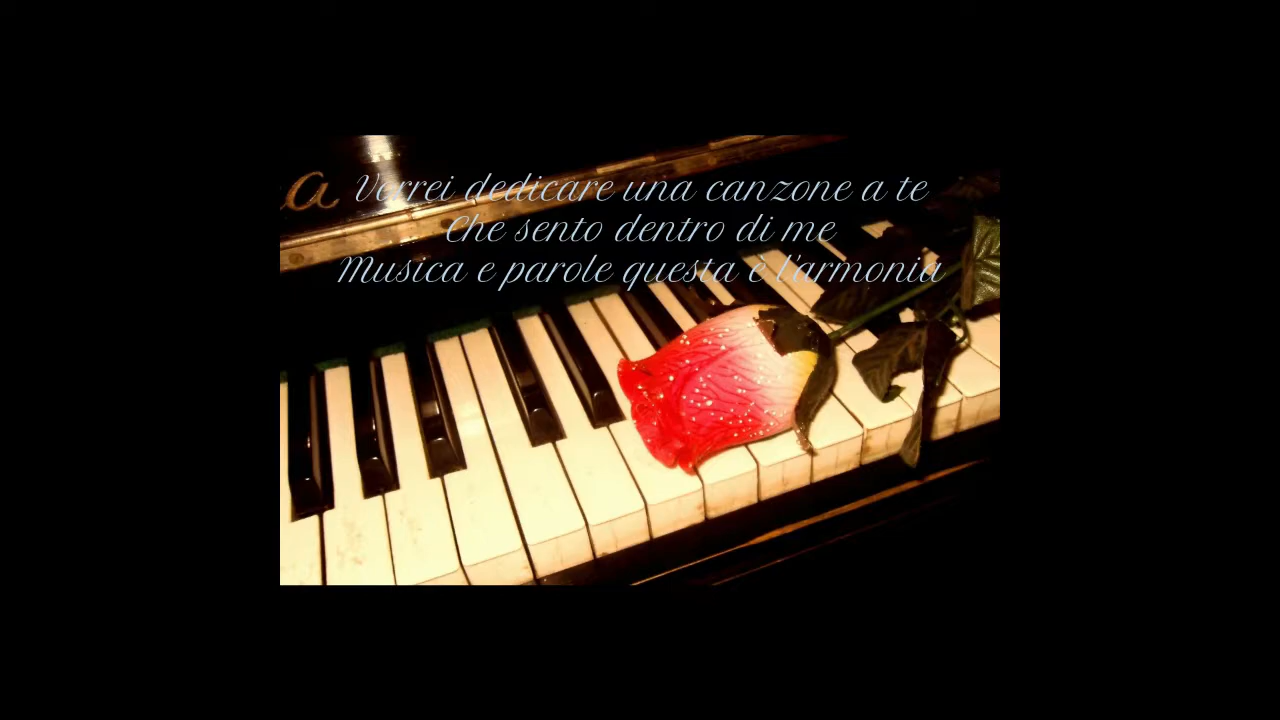 a
Vorrei dedicare una canzone a te
Che sento dentro di me
Musica e parole questa è l'armonia